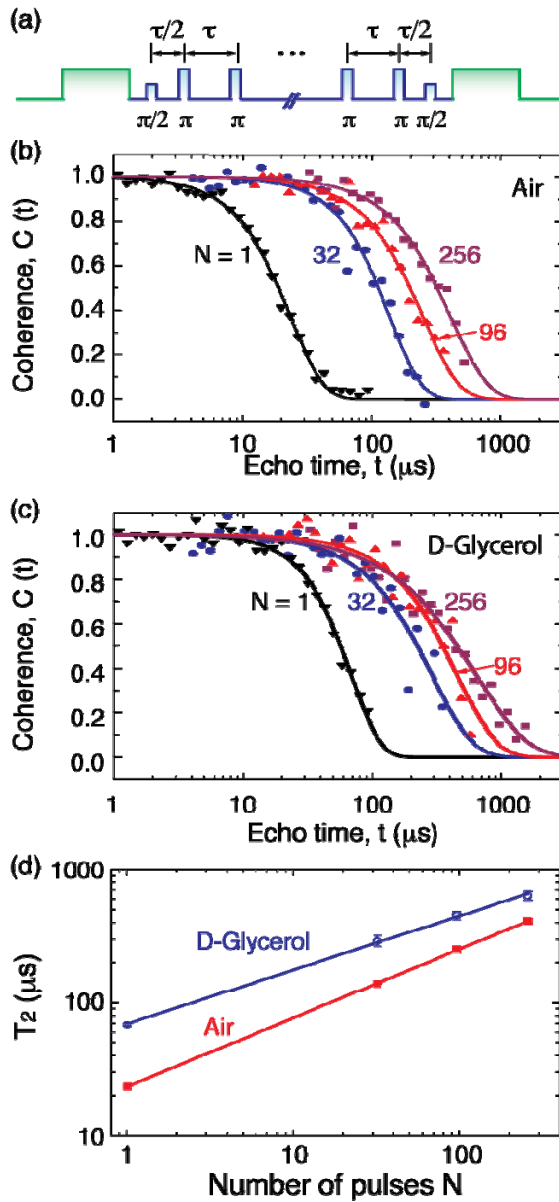 (a)
τ/2 τ ... τ τ/2
π/2 π π π π π/2
(b)
Coherence, C (t)
1.0
0.8
0.6
0.4
0.2
0.0
Air
N = 1
32
256
96
1 10 100 1000
Echo time, t (μs)
(c)
Coherence, C (t)
1.0
0.8
0.6
0.4
0.2
0.0
D-Glycerol
N = 1
32
256
96
1 10 100 1000
Echo time, t (μs)
(d)
T2 (μs)
1000
100
10
D-Glycerol
Air
1 10 100
Number of pulses N